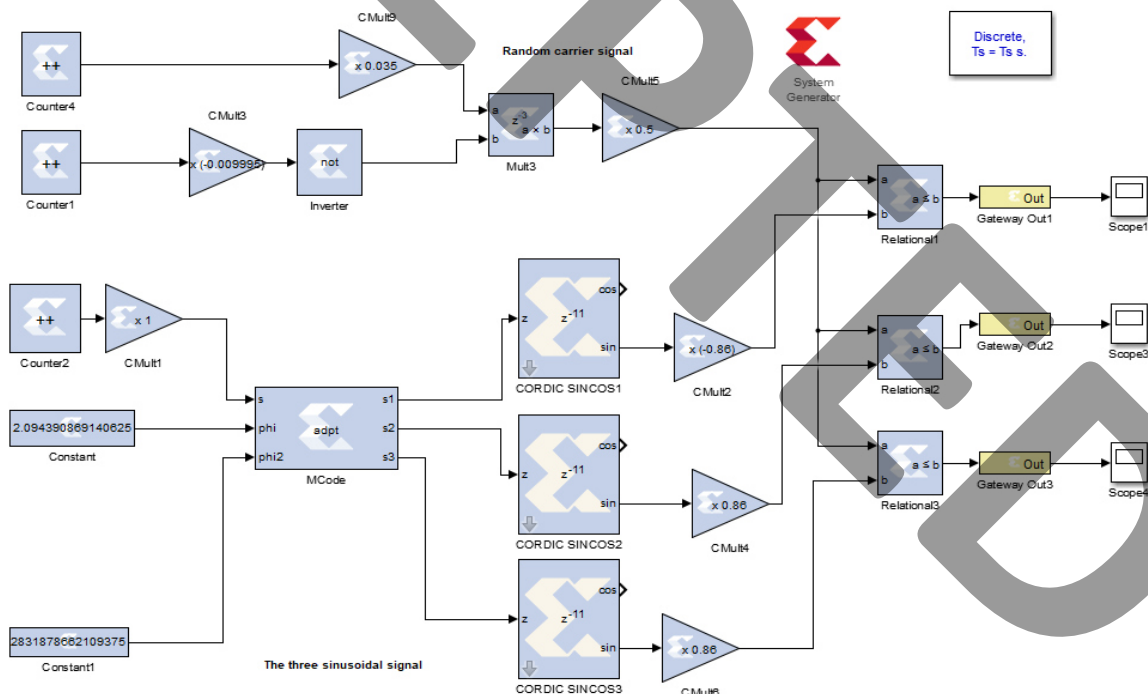 CMult9
++
x 0.035
Random carrier signal
Counter4
CMult3
CMult5
System
Generator
Discrete,
Ts = Ts s.
++
x (-0.009995)
not
a
b
z-3
a × b
x 0.5
Counter1
Inverter
Mult3
a
b
a ≤ b
Relational1
Out
Gateway Out1
Scope1
++
x 1
Counter2
CMult1
z
z-11
cos
sin
CORDIC SINCOS1
x (-0.86)
CMult2
a
b
a ≤ b
Relational2
Out
Gateway Out2
Scope3
2.094390869140625
Constant
s
phi
phi2
adpt
s1
s2
s3
MCode
z
z-11
cos
sin
CORDIC SINCOS2
x 0.86
CMult4
a
b
a ≤ b
Relational3
Out
Gateway Out3
Scope4
2831878662109375
Constant1
The three sinusoidal signal
z
z-11
cos
sin
CORDIC SINCOS3
x 0.86
CMult6